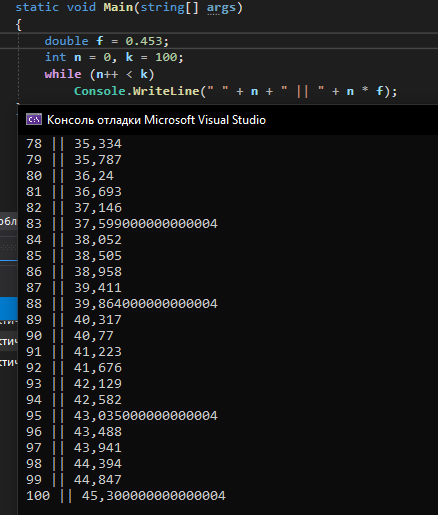 static void Main(string[] args)
{
double f = 0.453;
int n = 0, k = 100;
while (n++ < k)
Console.WriteLine(" " + n + " || " + n * f);
Консоль отладки Microsoft Visual Studio
78 || 35,334
79 || 35,787
80 || 36,24
81 || 36,693
82 || 37,146
83 || 37,599000000000004
84 || 38,052
85 || 38,505
86 || 38,958
87 || 39,411
88 || 39,864000000000004
89 || 40,317
90 || 40,77
91 || 41,223
92 || 41,676
93 || 42,129
94 || 42,582
95 || 43,035000000000004
96 || 43,488
97 || 43,941
98 || 44,394
99 || 44,847
100 || 45,300000000000004